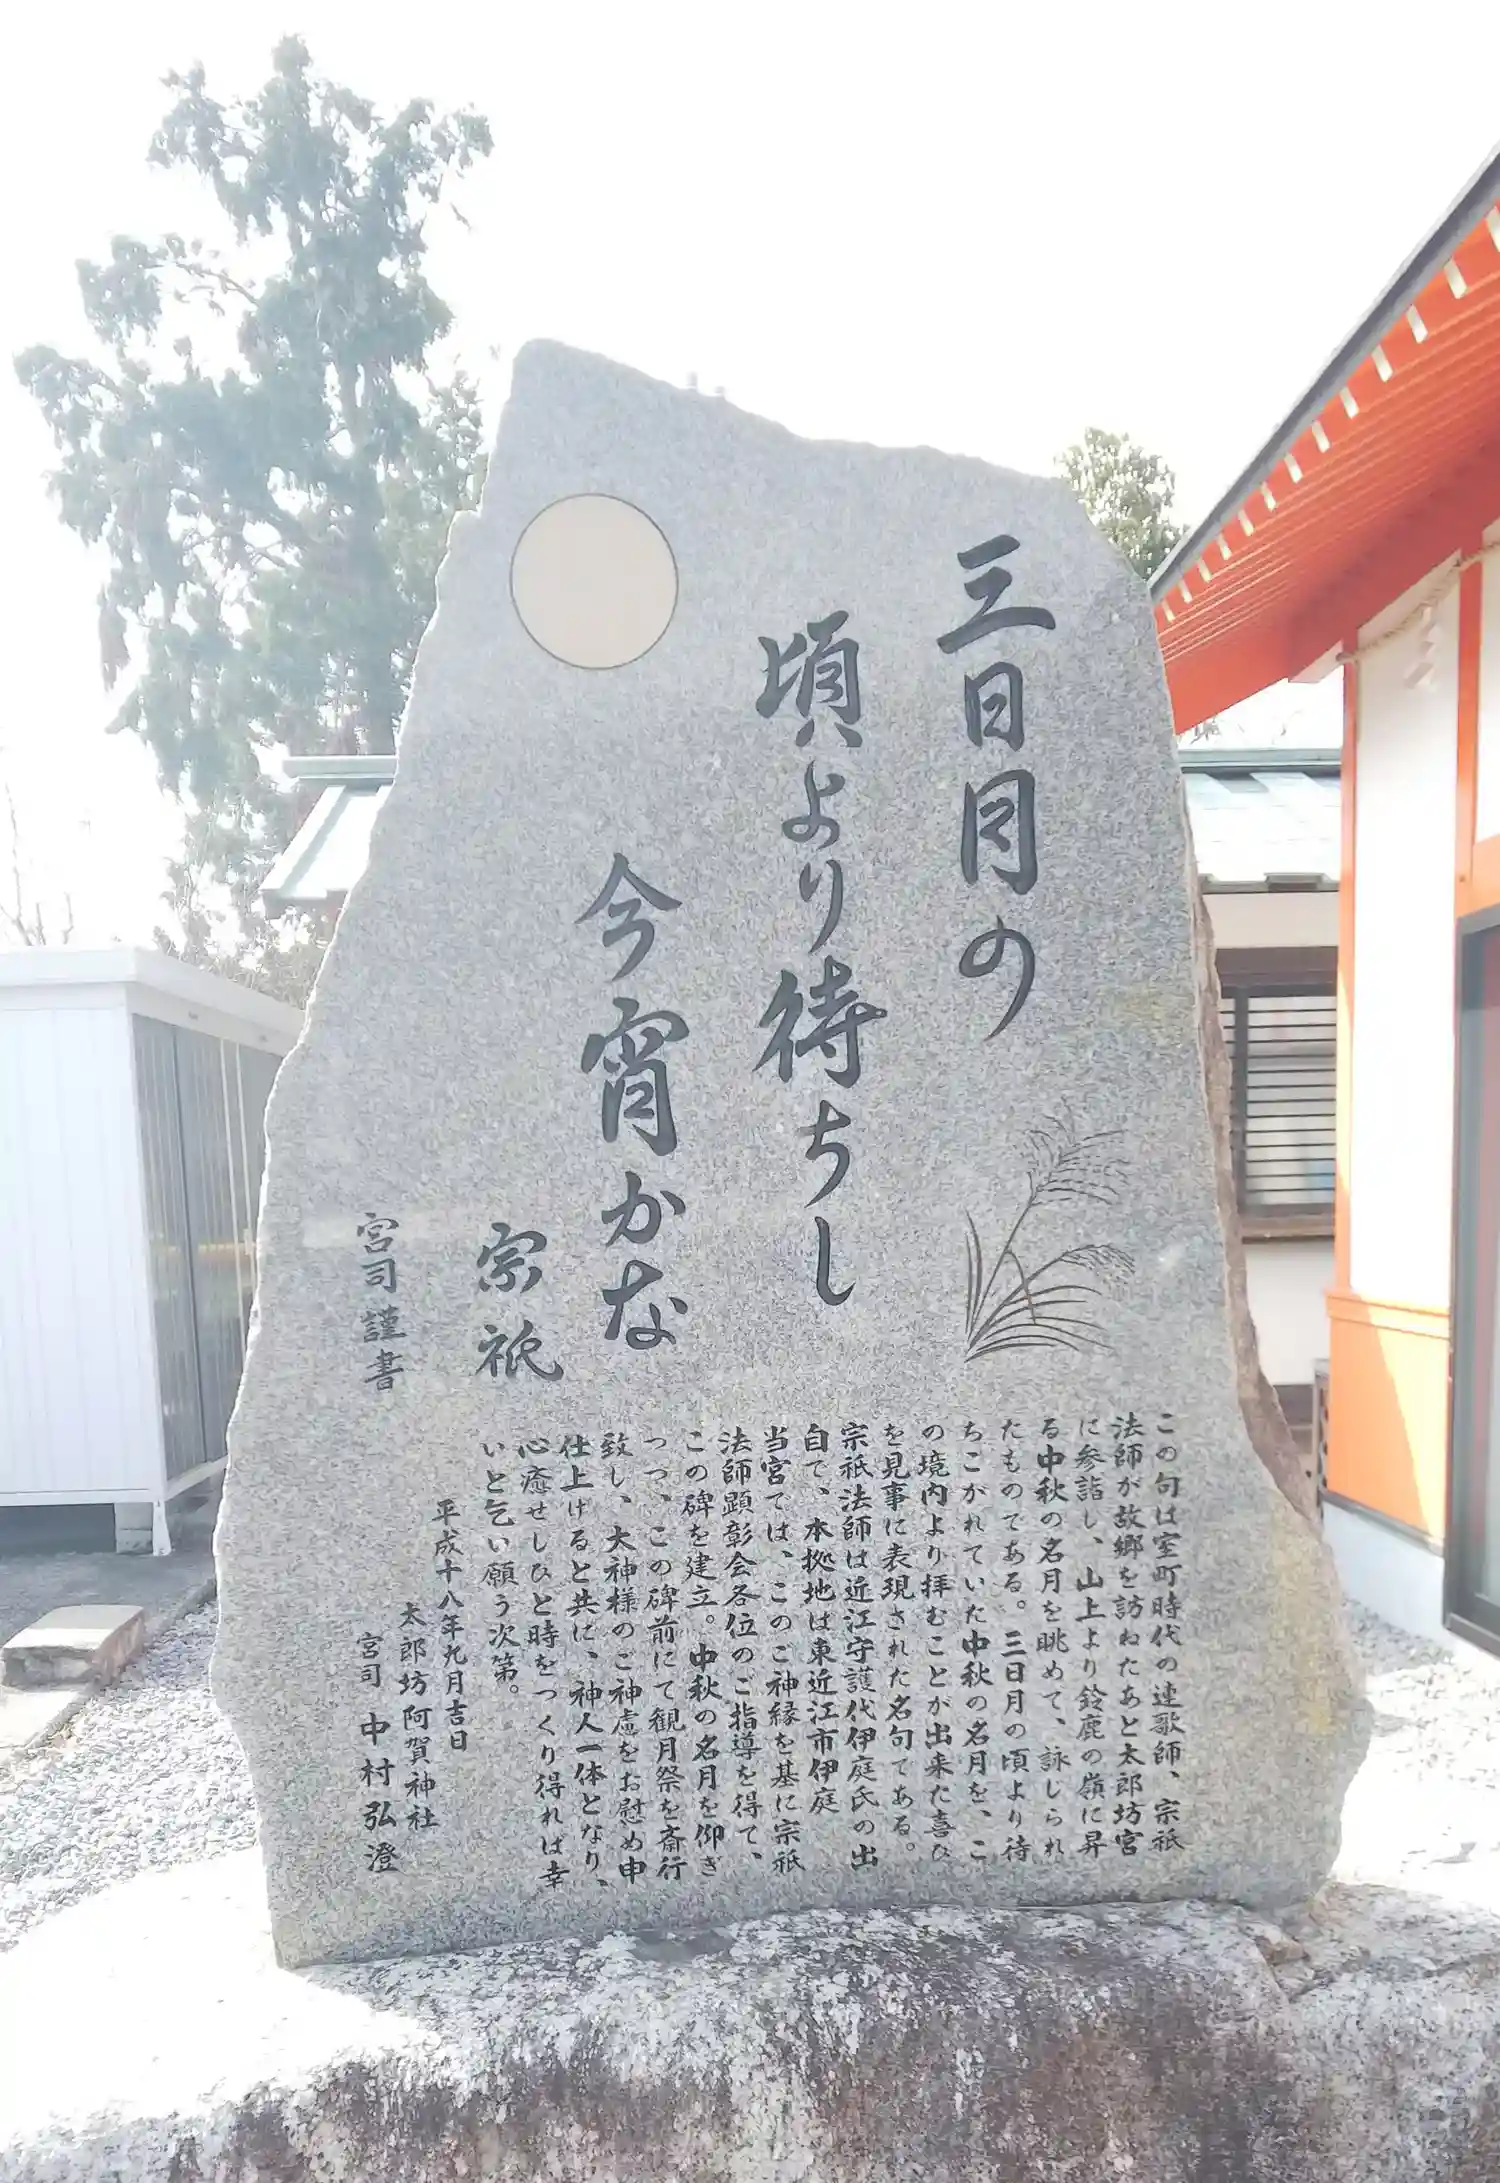 三日月の
頃より待ちし
今宵かな
宗祇
宮司謹書
この句は室町時代の連歌師、宗祇
法師が故郷を訪ねたあと太郎坊宮
に参詣し、山上より鈴鹿の嶺に昇
る中秋の名月を眺めて、詠じられ
たものである。三日月の頃より待
ちこがれていた中秋の名月を、こ
の境内より拝むことが出来た喜び
を見事に表現された名句である。
宗祇法師は近江守護代伊庭氏の出
自で、本拠地は東近江市伊庭
当宮では、このご神縁を基に宗祇
法師顕彰会各位のご指導を得て、
この碑を建立。中秋の名月を仰ぎ
つつ、この碑前にて観月祭を斎行
致し、大神様のご神慮をお慰め申
仕上げると共に、神人一体となり、
心癒せしひと時をつくり得れば幸
いと乞い願う次第。
平成十八年九月吉日
太郎坊阿賀神社
宮司 中村弘澄